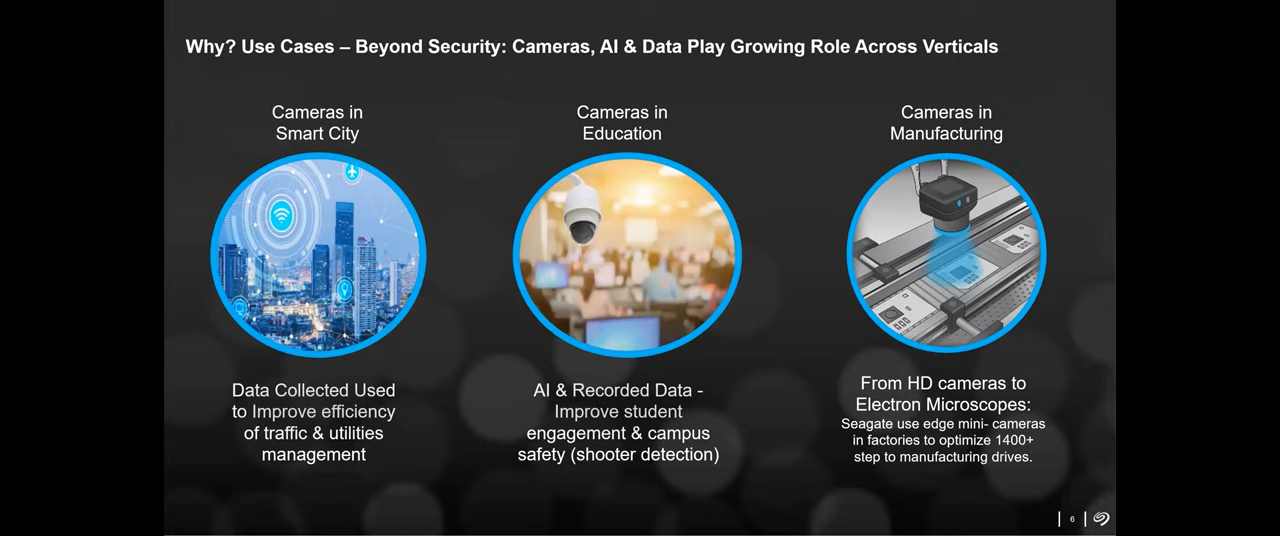 Why? Use Cases – Beyond Security: Cameras, AI & Data Play Growing Role Across Verticals
Cameras in
Smart City
Data Collected Used
to Improve efficiency
of traffic & utilities
management
Cameras in
Education
AI & Recorded Data -
Improve student
engagement & campus
safety (shooter detection)
Cameras in
Manufacturing
From HD cameras to
Electron Microscopes:
Seagate use edge mini- cameras
in factories to optimize 1400+
step to manufacturing drives.
6